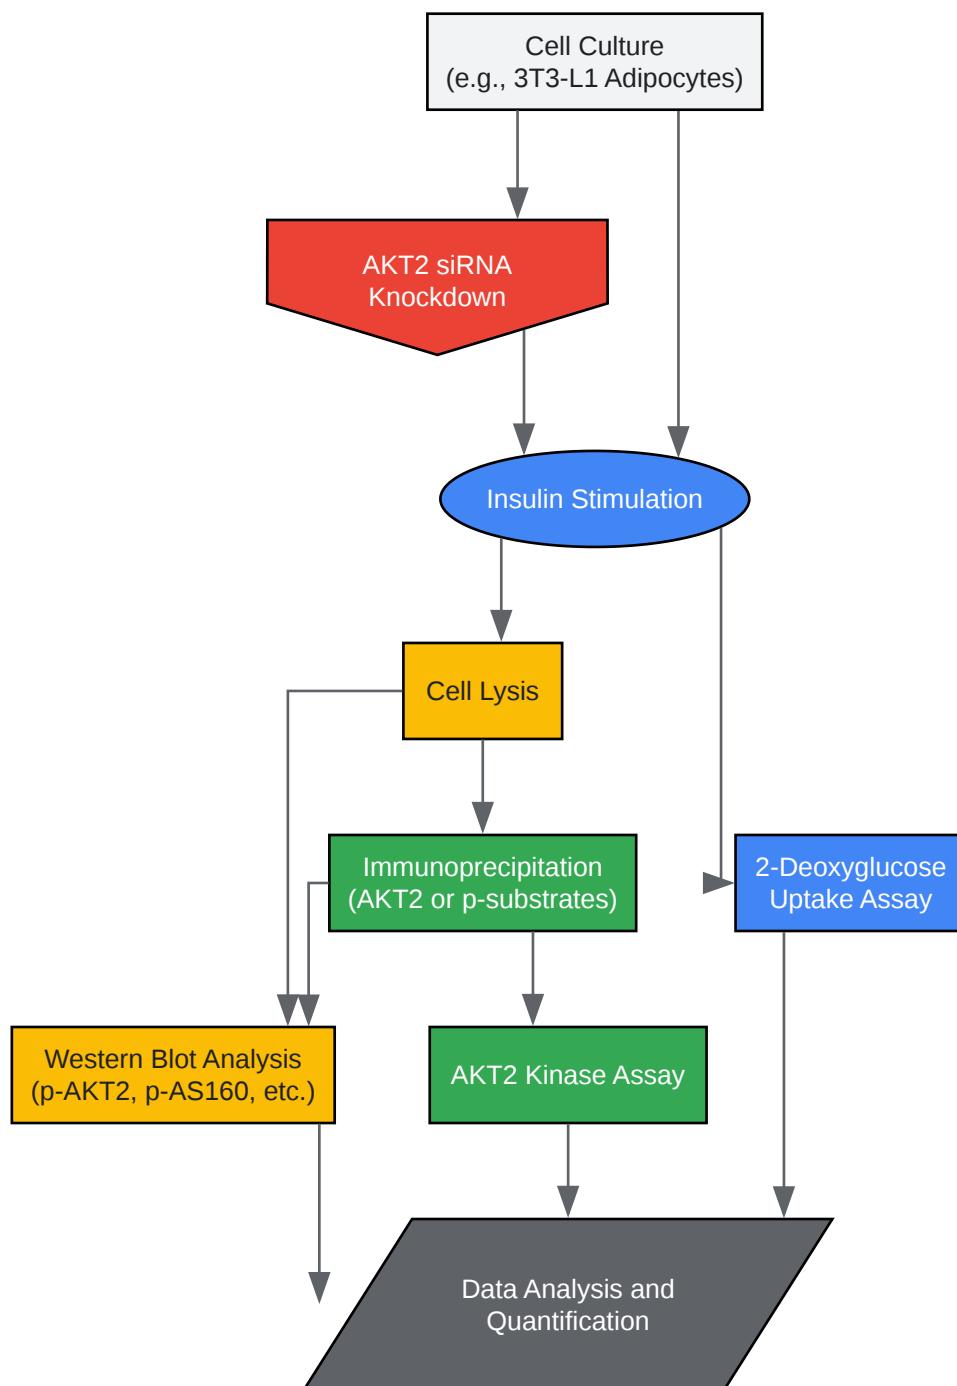 Cell Culture
(e.g., 3T3-L1 Adipocytes)
AKT2 siRNA
Knockdown
Insulin Stimulation
Cell Lysis
Immunoprecipitation
(AKT2 or p-substrates)
2-Deoxyglucose
Uptake Assay
Western Blot Analysis
(p-AKT2, p-AS160, etc.)
AKT2 Kinase Assay
Data Analysis and
Quantification